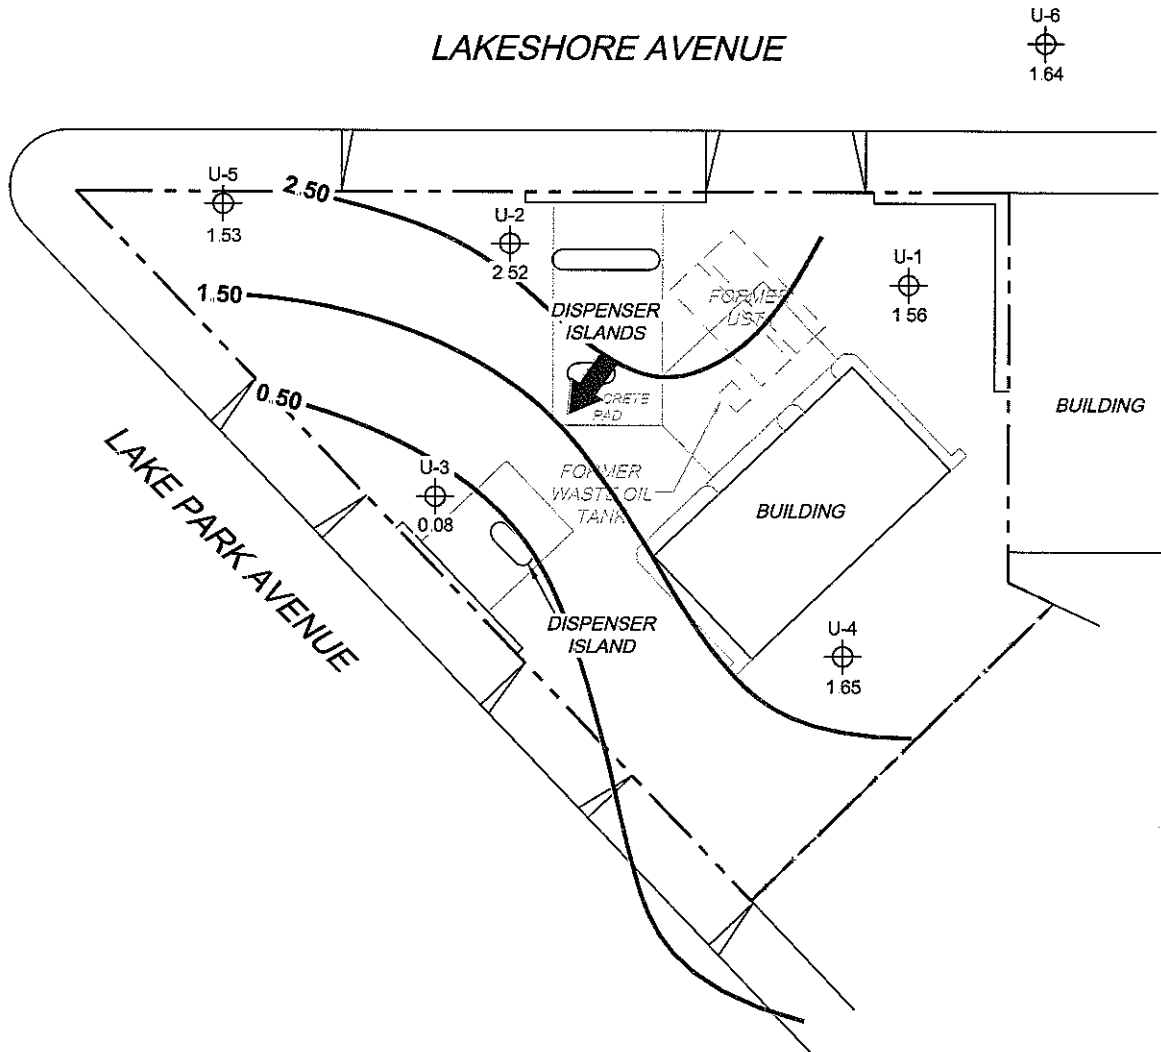 LAKESHORE AVENUE
U-6
1.64
U-5
1.53
2.50
U-2
2.52
U-1
1.56
FORMER
UST
DISPENSER
ISLANDS
1.50
PAD
0.50
BUILDING
LAKE PARK AVENUE
U-3
0.08
FORMER
WASTE OIL
TANK
BUILDING
DISPENSER
ISLAND
U-4
1.65